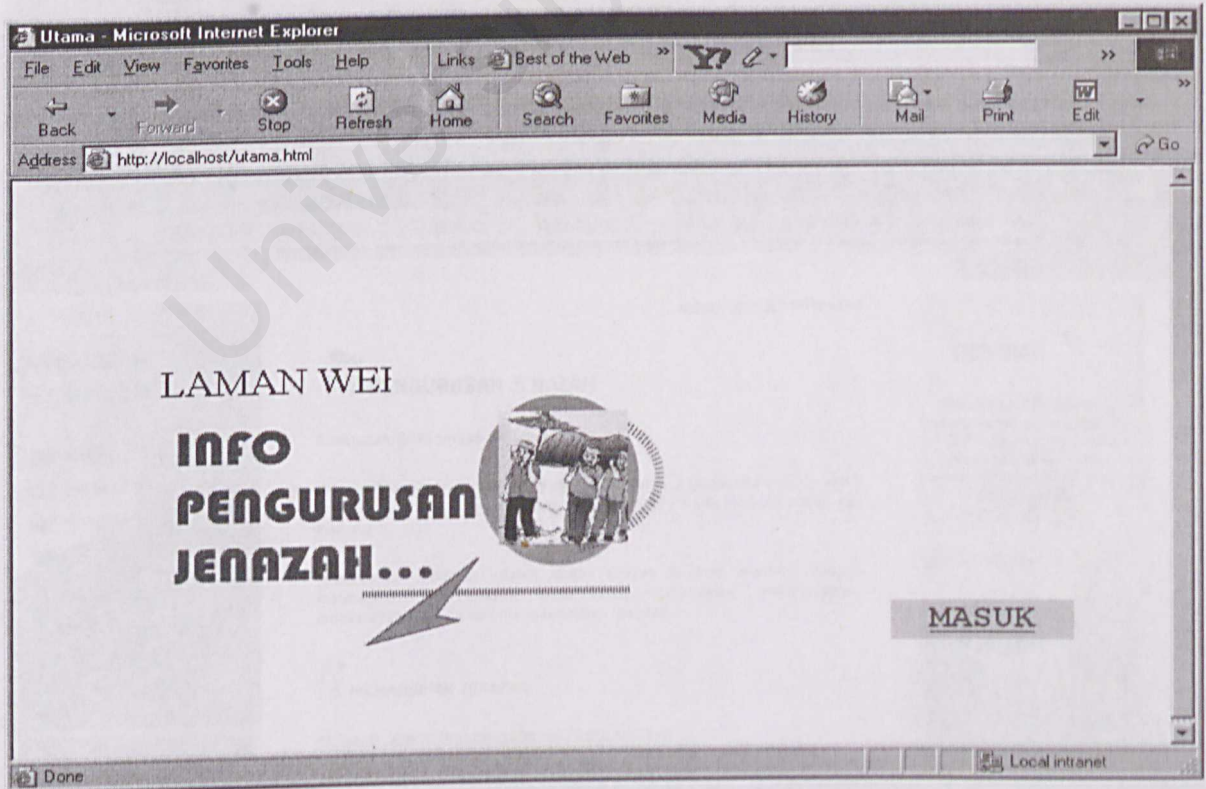 Utama - Microsoft Internet Explorer
File Edit View Favorites Tools Help Links Best of the Web » Y! »
Back Forward Stop Refresh Home Search Favorites Media History Mail Print Edit »
Address http://localhost/utama.html Go
LAMAN WEI
INFO
PENGURUSAN
JENAZAH...
MASUK
Done Local intranet